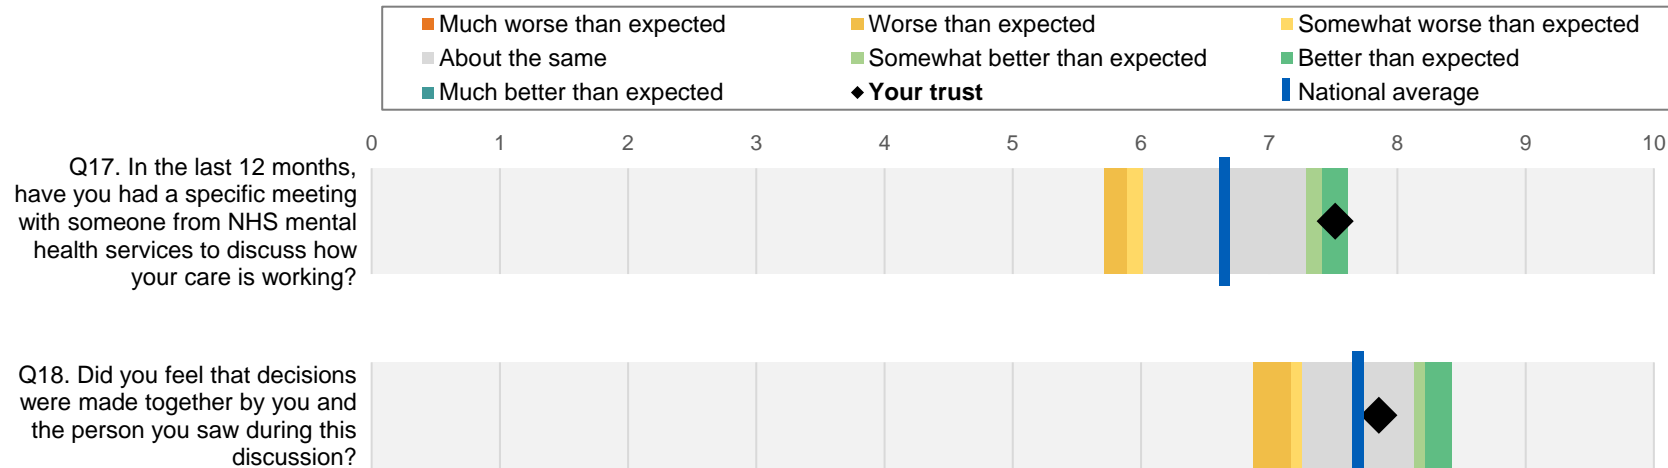 Much worse than expected
Worse than expected
Somewhat worse than expected
About the same
Somewhat better than expected
Better than expected
Much better than expected
Your trust
National average
0 1 2 3 4 5 6 7 8 9 10
Q17. In the last 12 months,
have you had a specific meeting
with someone from NHS mental
health services to discuss how
your care is working?
Q18. Did you feel that decisions
were made together by you and
the person you saw during this
discussion?